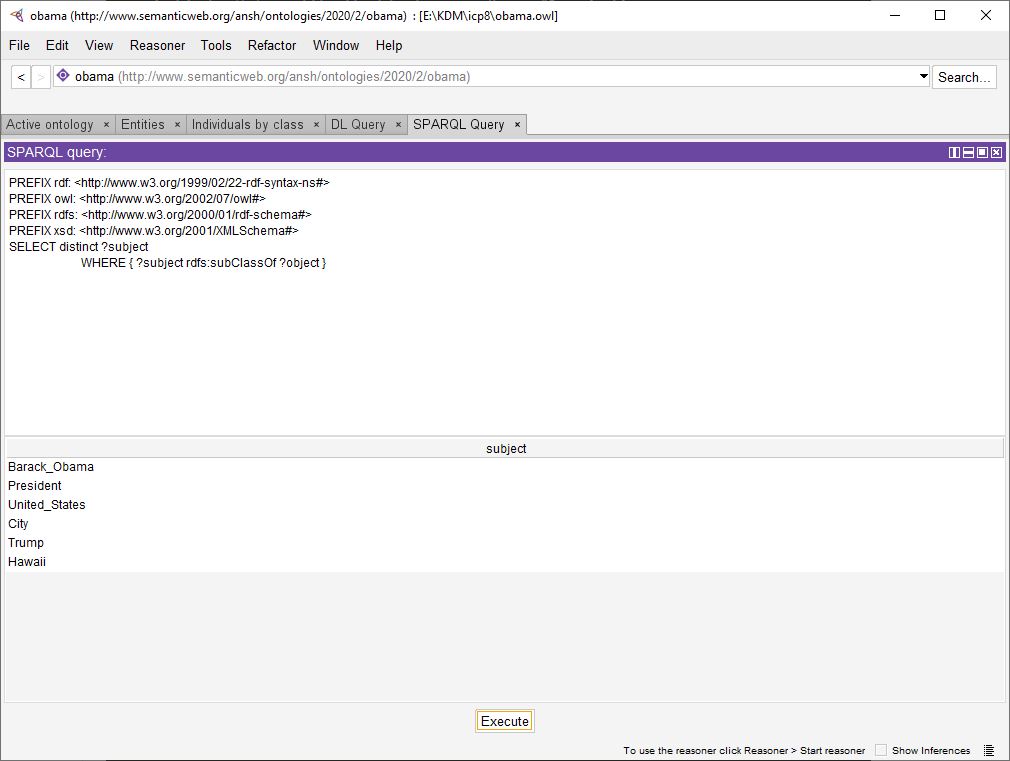 obama (http://www.semanticweb.org/ansh/ontologies/2020/2/obama) : [E:\KDM\icp8\obama.owl]
File Edit View Reasoner Tools Refactor Window Help
< > obama (http://www.semanticweb.org/ansh/ontologies/2020/2/obama) Search...
Active ontology × Entities × Individuals by class × DL Query × SPARQL Query ×
SPARQL query:
PREFIX rdf: <http://www.w3.org/1999/02/22-rdf-syntax-ns#>
PREFIX owl: <http://www.w3.org/2002/07/owl#>
PREFIX rdfs: <http://www.w3.org/2000/01/rdf-schema#>
PREFIX xsd: <http://www.w3.org/2001/XMLSchema#>
SELECT distinct ?subject
WHERE { ?subject rdfs:subClassOf ?object }
subject
Barack_Obama
President
United_States
City
Trump
Hawaii
Execute
To use the reasoner click Reasoner > Start reasoner Show Inferences